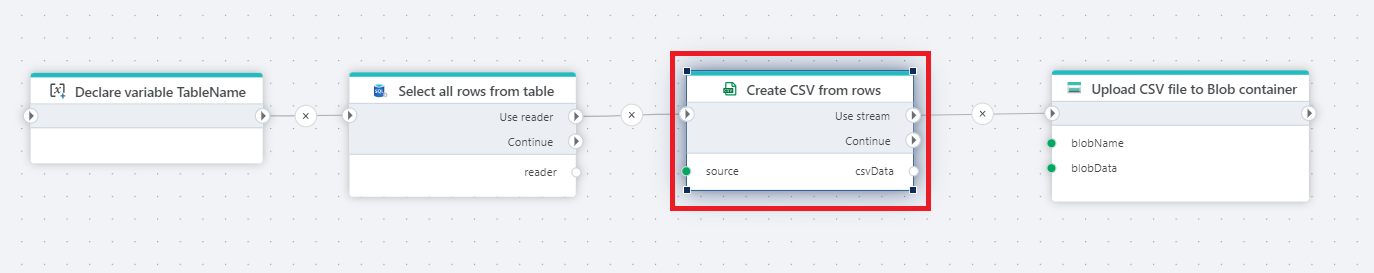 Declare variable TableName
Select all rows from table
Use reader
Continue
reader
Create CSV from rows
Use stream
Continue
source csvData
Upload CSV file to Blob container
blobName
blobData